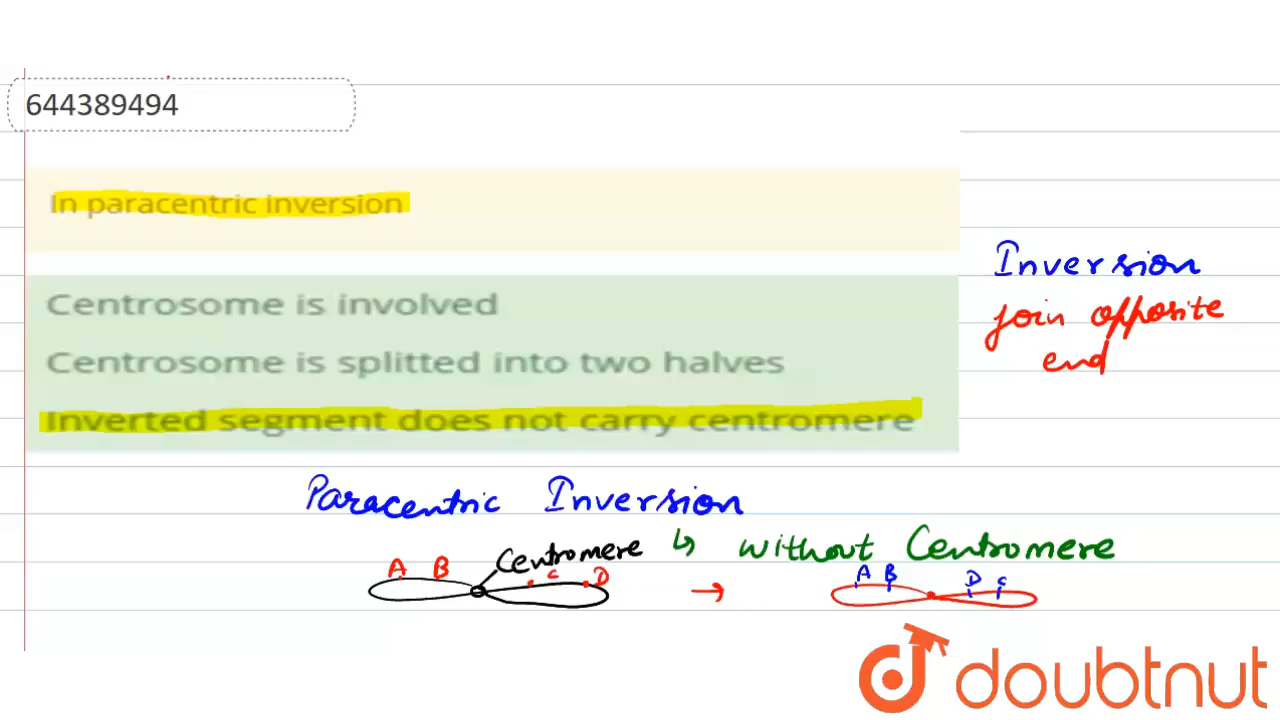 644389494
In paracentric inversion
Centrosome is involved
Centrosome is splitted into two halves
Inverted segment does not carry centromere
Inversion
join opposite
end
Paracentric Inversion
↳ without Centromere
Centromere
A B C D → A B D C
doubtnut